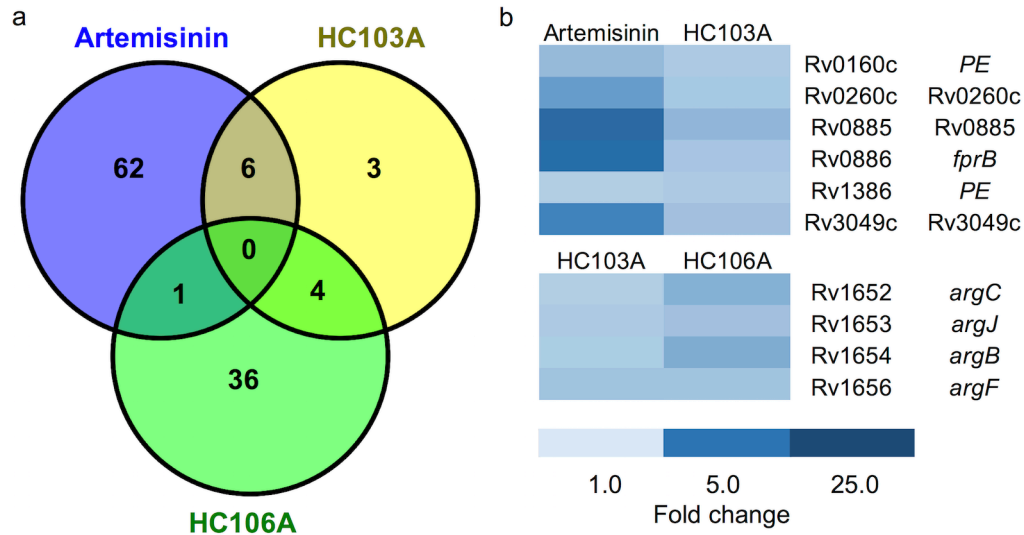 a
Artemisinin
HC103A
62
6
3
0
1
4
36
HC106A
b
Artemisinin HC103A
Rv0160c PE
Rv0260c Rv0260c
Rv0885 Rv0885
Rv0886 fprB
Rv1386 PE
Rv3049c Rv3049c
HC103A HC106A
Rv1652 argC
Rv1653 argJ
Rv1654 argB
Rv1656 argF
1.0 5.0 25.0
Fold change